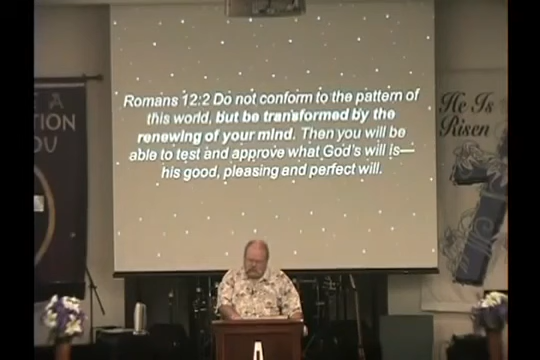 Romans 12:2 Do not conform to the pattern of
this world, but be transformed by the
renewing of your mind. Then you will be
able to test and approve what God's will is—
his good, pleasing and perfect will.
He Is
Risen
A
TION
OU
A